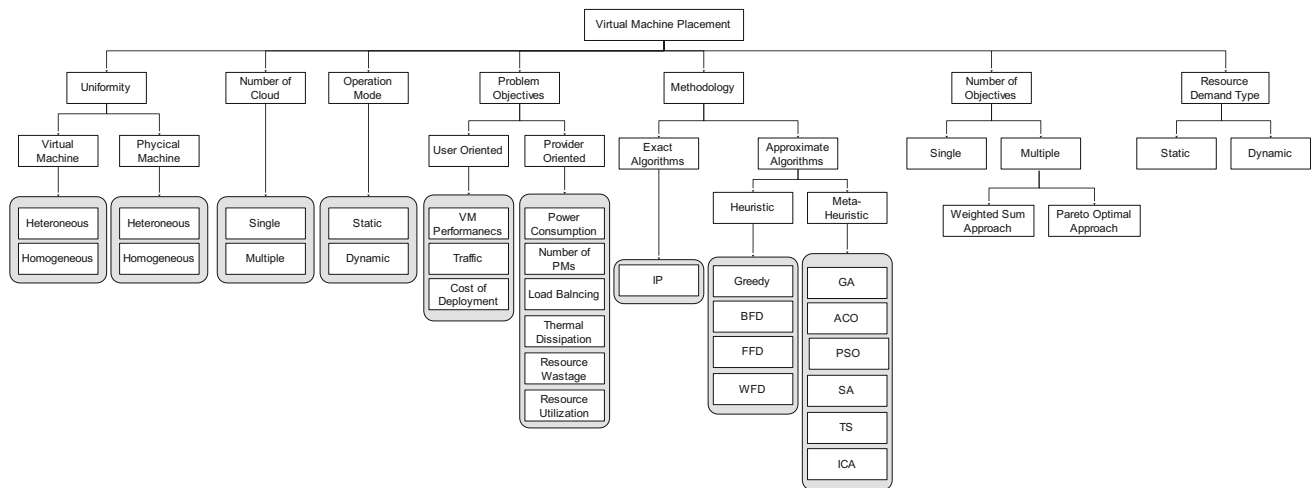 Virtual Machine Placement
Uniformity
Number of
Cloud
Operation
Mode
Problem
Objectives
Methodology
Number of
Objectives
Resource
Demand Type
Virtual
Machine
Phycical
Machine
User Oriented
Provider
Oriented
Exact
Algorithms
Approximate
Algorithms
Single
Multiple
Static
Dynamic
Heteroneous
Homogeneous
Heteroneous
Homogeneous
Single
Multiple
Static
Dynamic
VM
Performanecs
Traffic
Cost of
Deployment
Power
Consumption
Number of
PMs
Load Balncing
Thermal
Dissipation
Resource
Wastage
Resource
Utilization
IP
Heuristic
Meta-
Heuristic
Greedy
BFD
FFD
WFD
GA
ACO
PSO
SA
TS
ICA
Weighted Sum
Approach
Pareto Optimal
Approach